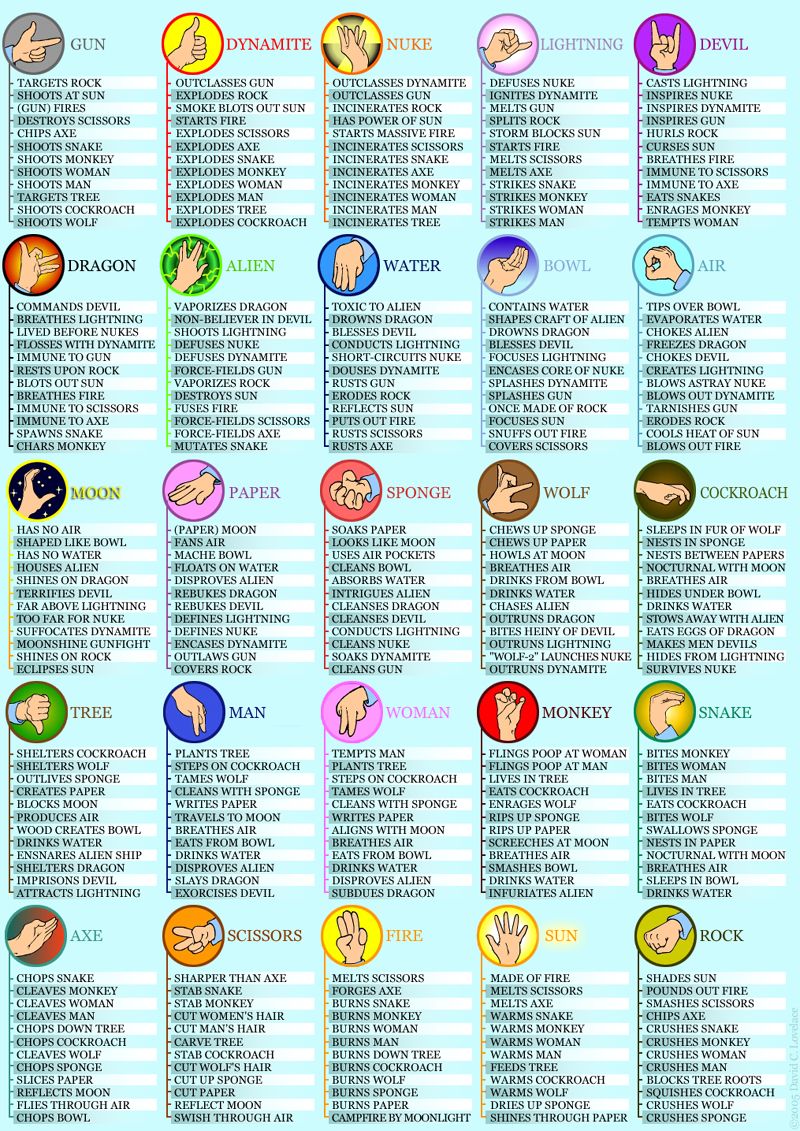 GUN
TARGETS ROCK
SHOOTS AT SUN
(GUN) FIRES
DESTROYS SCISSORS
CHIPS AXE
SHOOTS SNAKE
SHOOTS MONKEY
SHOOTS WOMAN
SHOOTS MAN
TARGETS TREE
SHOOTS COCKROACH
SHOOTS WOLF
DYNAMITE
OUTCLASSES GUN
EXPLODES ROCK
SMOKE BLOTS OUT SUN
STARTS FIRE
EXPLODES SCISSORS
EXPLODES AXE
EXPLODES SNAKE
EXPLODES MONKEY
EXPLODES WOMAN
EXPLODES MAN
EXPLODES TREE
EXPLODES COCKROACH
NUKE
OUTCLASSES DYNAMITE
OUTCLASSES GUN
INCINERATES ROCK
HAS POWER OF SUN
STARTS MASSIVE FIRE
INCINERATES SCISSORS
INCINERATES SNAKE
INCINERATES AXE
INCINERATES MONKEY
INCINERATES WOMAN
INCINERATES MAN
INCINERATES TREE
LIGHTNING
DEFUSES NUKE
IGNITES DYNAMITE
MELTS GUN
SPLITS ROCK
STORM BLOCKS SUN
STARTS FIRE
MELTS SCISSORS
MELTS AXE
STRIKES SNAKE
STRIKES MONKEY
STRIKES WOMAN
STRIKES MAN
DEVIL
CASTS LIGHTNING
INSPIRES NUKE
INSPIRES DYNAMITE
INSPIRES GUN
HURLS ROCK
CURSES SUN
BREATHES FIRE
IMMUNE TO SCISSORS
IMMUNE TO AXE
EATS SNAKES
ENRAGES MONKEY
TEMPTS WOMAN
DRAGON
COMMANDS DEVIL
BREATHES LIGHTNING
LIVED BEFORE NUKES
FLOSSES WITH DYNAMITE
IMMUNE TO GUN
RESTS UPON ROCK
BLOTS OUT SUN
BREATHES FIRE
IMMUNE TO SCISSORS
IMMUNE TO AXE
SPAWNS SNAKE
CHARS MONKEY
ALIEN
VAPORIZES DRAGON
NON-BELIEVER IN DEVIL
SHOOTS LIGHTNING
DEFUSES NUKE
DEFUSES DYNAMITE
FORCE-FIELDS GUN
VAPORIZES ROCK
DESTROYS SUN
FUSES FIRE
FORCE-FIELDS SCISSORS
FORCE-FIELDS AXE
MUTATES SNAKE
WATER
TOXIC TO ALIEN
DROWNS DRAGON
BLESSES DEVIL
CONDUCTS LIGHTNING
SHORT-CIRCUITS NUKE
DOUSES DYNAMITE
RUSTS GUN
ERODES ROCK
REFLECTS SUN
PUTS OUT FIRE
RUSTS SCISSORS
RUSTS AXE
BOWL
CONTAINS WATER
SHAPES CRAFT OF ALIEN
DROWNS DRAGON
BLESSES DEVIL
FOCUSES LIGHTNING
ENCASES CORE OF NUKE
SPLASHES DYNAMITE
SPLASHES GUN
ONCE MADE OF ROCK
FOCUSES SUN
SNUFFS OUT FIRE
COVERS SCISSORS
AIR
TIPS OVER BOWL
EVAPORATES WATER
CHOKES ALIEN
FREEZES DRAGON
CHOKES DEVIL
CREATES LIGHTNING
BLOWS ASTRAY NUKE
BLOWS OUT DYNAMITE
TARNISHES GUN
ERODES ROCK
COOLS HEAT OF SUN
BLOWS OUT FIRE
MOON
HAS NO AIR
SHAPED LIKE BOWL
HAS NO WATER
HOUSES ALIEN
SHINES ON DRAGON
TERRIFIES DEVIL
FAR ABOVE LIGHTNING
TOO FAR FOR NUKE
SUFFOCATES DYNAMITE
MOONSHINE GUNFIGHT
SHINES ON ROCK
ECLIPSES SUN
PAPER
(PAPER) MOON
FANS AIR
MACHE BOWL
FLOATS ON WATER
DISPROVES ALIEN
REBUKES DRAGON
REBUKES DEVIL
DEFINES LIGHTNING
DEFINES NUKE
ENCASES DYNAMITE
OUTLAWS GUN
COVERS ROCK
SPONGE
SOAKS PAPER
LOOKS LIKE MOON
USES AIR POCKETS
CLEANS BOWL
ABSORBS WATER
INTRIGUES ALIEN
CLEANSES DRAGON
CLEANSES DEVIL
CONDUCTS LIGHTNING
CLEANS NUKE
SOAKS DYNAMITE
CLEANS GUN
WOLF
CHEWS UP SPONGE
CHEWS UP PAPER
HOWLS AT MOON
BREATHES AIR
DRINKS FROM BOWL
DRINKS WATER
CHASES ALIEN
OUTRUNS DRAGON
BITES HEINY OF DEVIL
OUTRUNS LIGHTNING
"WOLF-2" LAUNCHES NUKE
OUTRUNS DYNAMITE
COCKROACH
SLEEPS IN FUR OF WOLF
NESTS IN SPONGE
NESTS BETWEEN PAPERS
NOCTURNAL WITH MOON
BREATHES AIR
HIDES UNDER BOWL
DRINKS WATER
STOWS AWAY WITH ALIEN
EATS EGGS OF DRAGON
MAKES MEN DEVILS
HIDES FROM LIGHTNING
SURVIVES NUKE
TREE
SHELTERS COCKROACH
SHELTERS WOLF
OUTLIVES SPONGE
CREATES PAPER
BLOCKS MOON
PRODUCES AIR
WOOD CREATES BOWL
DRINKS WATER
ENSNARES ALIEN SHIP
SHELTERS DRAGON
IMPRISONS DEVIL
ATTRACTS LIGHTNING
MAN
PLANTS TREE
STEPS ON COCKROACH
TAMES WOLF
CLEANS WITH SPONGE
WRITES PAPER
TRAVELS TO MOON
BREATHES AIR
EATS FROM BOWL
DRINKS WATER
DISPROVES ALIEN
SLAYS DRAGON
EXORCISES DEVIL
WOMAN
TEMPTS MAN
PLANTS TREE
STEPS ON COCKROACH
TAMES WOLF
CLEANS WITH SPONGE
WRITES PAPER
ALIGNS WITH MOON
BREATHES AIR
EATS FROM BOWL
DRINKS WATER
DISPROVES ALIEN
SUBDUES DRAGON
MONKEY
FLINGS POOP AT WOMAN
FLINGS POOP AT MAN
LIVES IN TREE
EATS COCKROACH
ENRAGES WOLF
RIPS UP SPONGE
RIPS UP PAPER
SCREECHES AT MOON
BREATHES AIR
SMASHES BOWL
DRINKS WATER
INFURIATES ALIEN
SNAKE
BITES MONKEY
BITES WOMAN
BITES MAN
LIVES IN TREE
EATS COCKROACH
BITES WOLF
SWALLOWS SPONGE
NESTS IN PAPER
NOCTURNAL WITH MOON
BREATHES AIR
SLEEPS IN BOWL
DRINKS WATER
AXE
CHOPS SNAKE
CLEAVES MONKEY
CLEAVES WOMAN
CLEAVES MAN
CHOPS DOWN TREE
CHOPS COCKROACH
CLEAVES WOLF
CHOPS SPONGE
SLICES PAPER
REFLECTS MOON
FLIES THROUGH AIR
CHOPS BOWL
SCISSORS
SHARPER THAN AXE
STAB SNAKE
STAB MONKEY
CUT WOMEN'S HAIR
CUT MAN'S HAIR
CARVE TREE
STAB COCKROACH
CUT WOLF'S HAIR
CUT UP SPONGE
CUT PAPER
REFLECT MOON
SWISH THROUGH AIR
FIRE
MELTS SCISSORS
FORGES AXE
BURNS SNAKE
BURNS MONKEY
BURNS WOMAN
BURNS MAN
BURNS DOWN TREE
BURNS COCKROACH
BURNS WOLF
BURNS SPONGE
BURNS PAPER
CAMPFIRE BY MOONLIGHT
SUN
MADE OF FIRE
MELTS SCISSORS
MELTS AXE
WARMS SNAKE
WARMS MONKEY
WARMS WOMAN
WARMS MAN
FEEDS TREE
WARMS COCKROACH
WARMS WOLF
DRIES UP SPONGE
SHINES THROUGH PAPER
ROCK
SHADES SUN
POUNDS OUT FIRE
SMASHES SCISSORS
CHIPS AXE
CRUSHES SNAKE
CRUSHES MONKEY
CRUSHES WOMAN
CRUSHES MAN
BLOCKS TREE ROOTS
SQUISHES COCKROACH
CRUSHES WOLF
CRUSHES SPONGE
©2005 David C. Lovelace